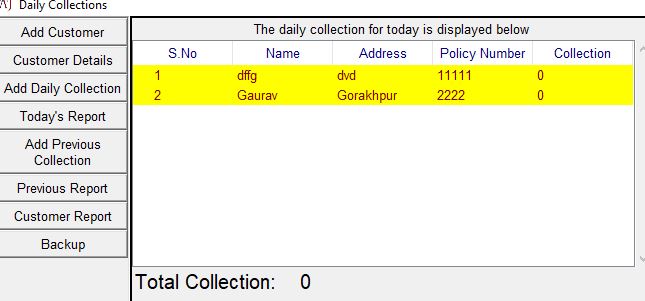 Daily Collections
Add Customer
Customer Details
Add Daily Collection
Today's Report
Add Previous
Collection
Previous Report
Customer Report
Backup
The daily collection for today is displayed below
S.No Name Address Policy Number Collection
1 dffg dvd 11111 0
2 Gaurav Gorakhpur 2222 0
Total Collection: 0